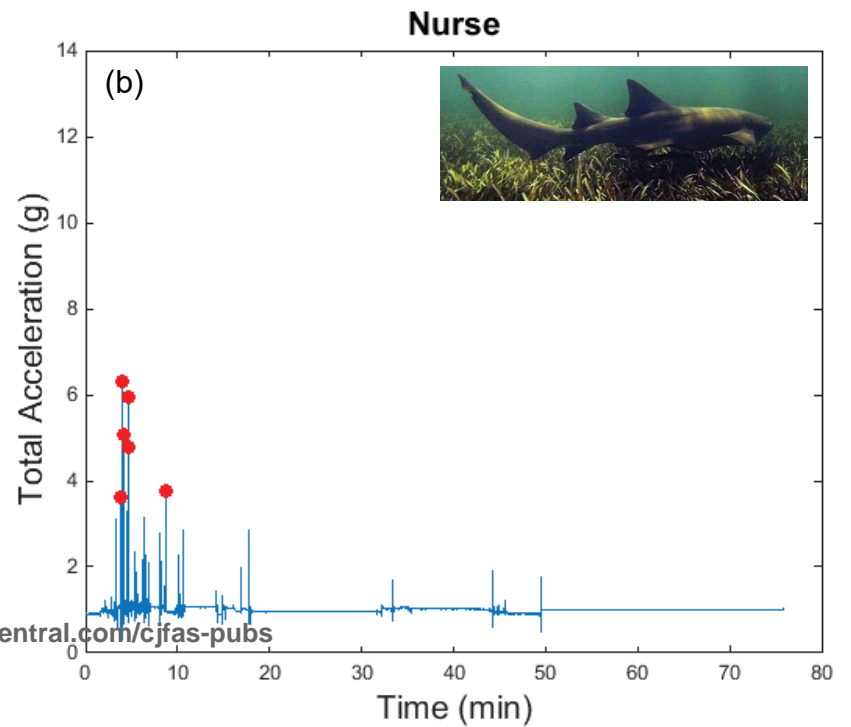 Nurse
(b)
14
12
10
8
6
4
2
0
Total Acceleration (g)
entral.com/cjfas-pubs
0 10 20 30 40 50 60 70 80
Time (min)